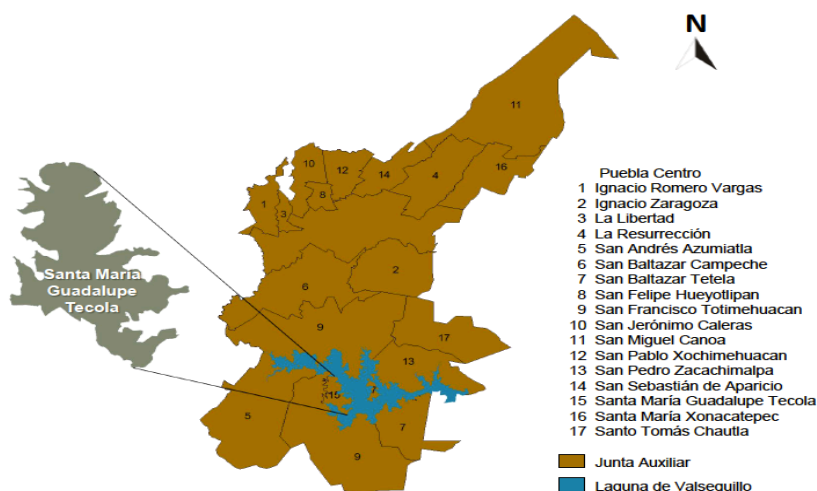 N
11
10
12
14
4
16
8
1
3
2
6
9
17
13
15
7
5
7
9
Santa María
Guadalupe
Tecola
Puebla Centro
1 Ignacio Romero Vargas
2 Ignacio Zaragoza
3 La Libertad
4 La Resurrección
5 San Andrés Azumiatla
6 San Baltazar Campeche
7 San Baltazar Tetela
8 San Felipe Hueyotlipan
9 San Francisco Totimehuacan
10 San Jerónimo Caleras
11 San Miguel Canoa
12 San Pablo Xochimehuacan
13 San Pedro Zacachimalpa
14 San Sebastián de Aparicio
15 Santa María Guadalupe Tecola
16 Santa María Xonacatepec
17 Santo Tomás Chautla
Junta Auxiliar
Laguna de Valsequillo